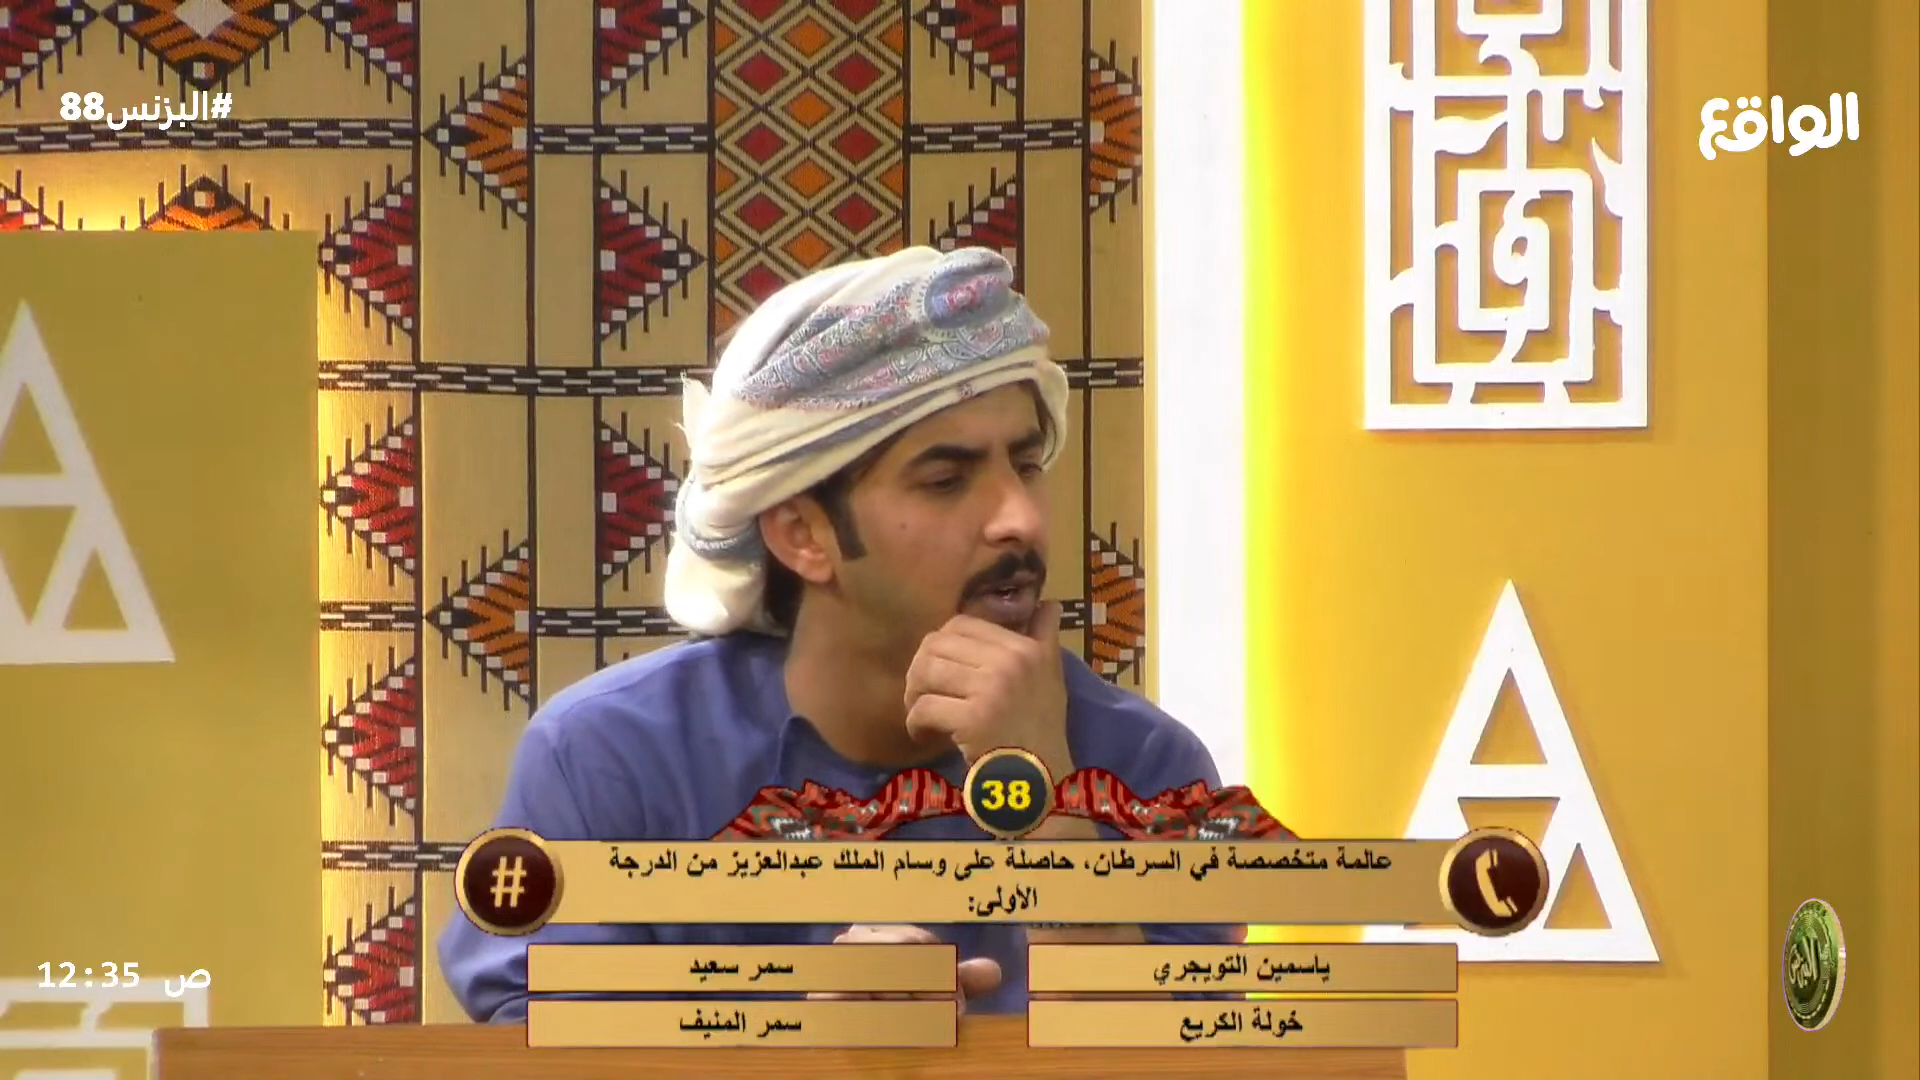 #البزنس88
الواقع
38
عالمة متخصصة في السرطان، حاصلة على وسام الملك عبدالعزيز من الدرجة
الأولى:
#
ياسمين التويجري
سمر سعيد
خولة الكريع
سمر المنيف
12:35 ص